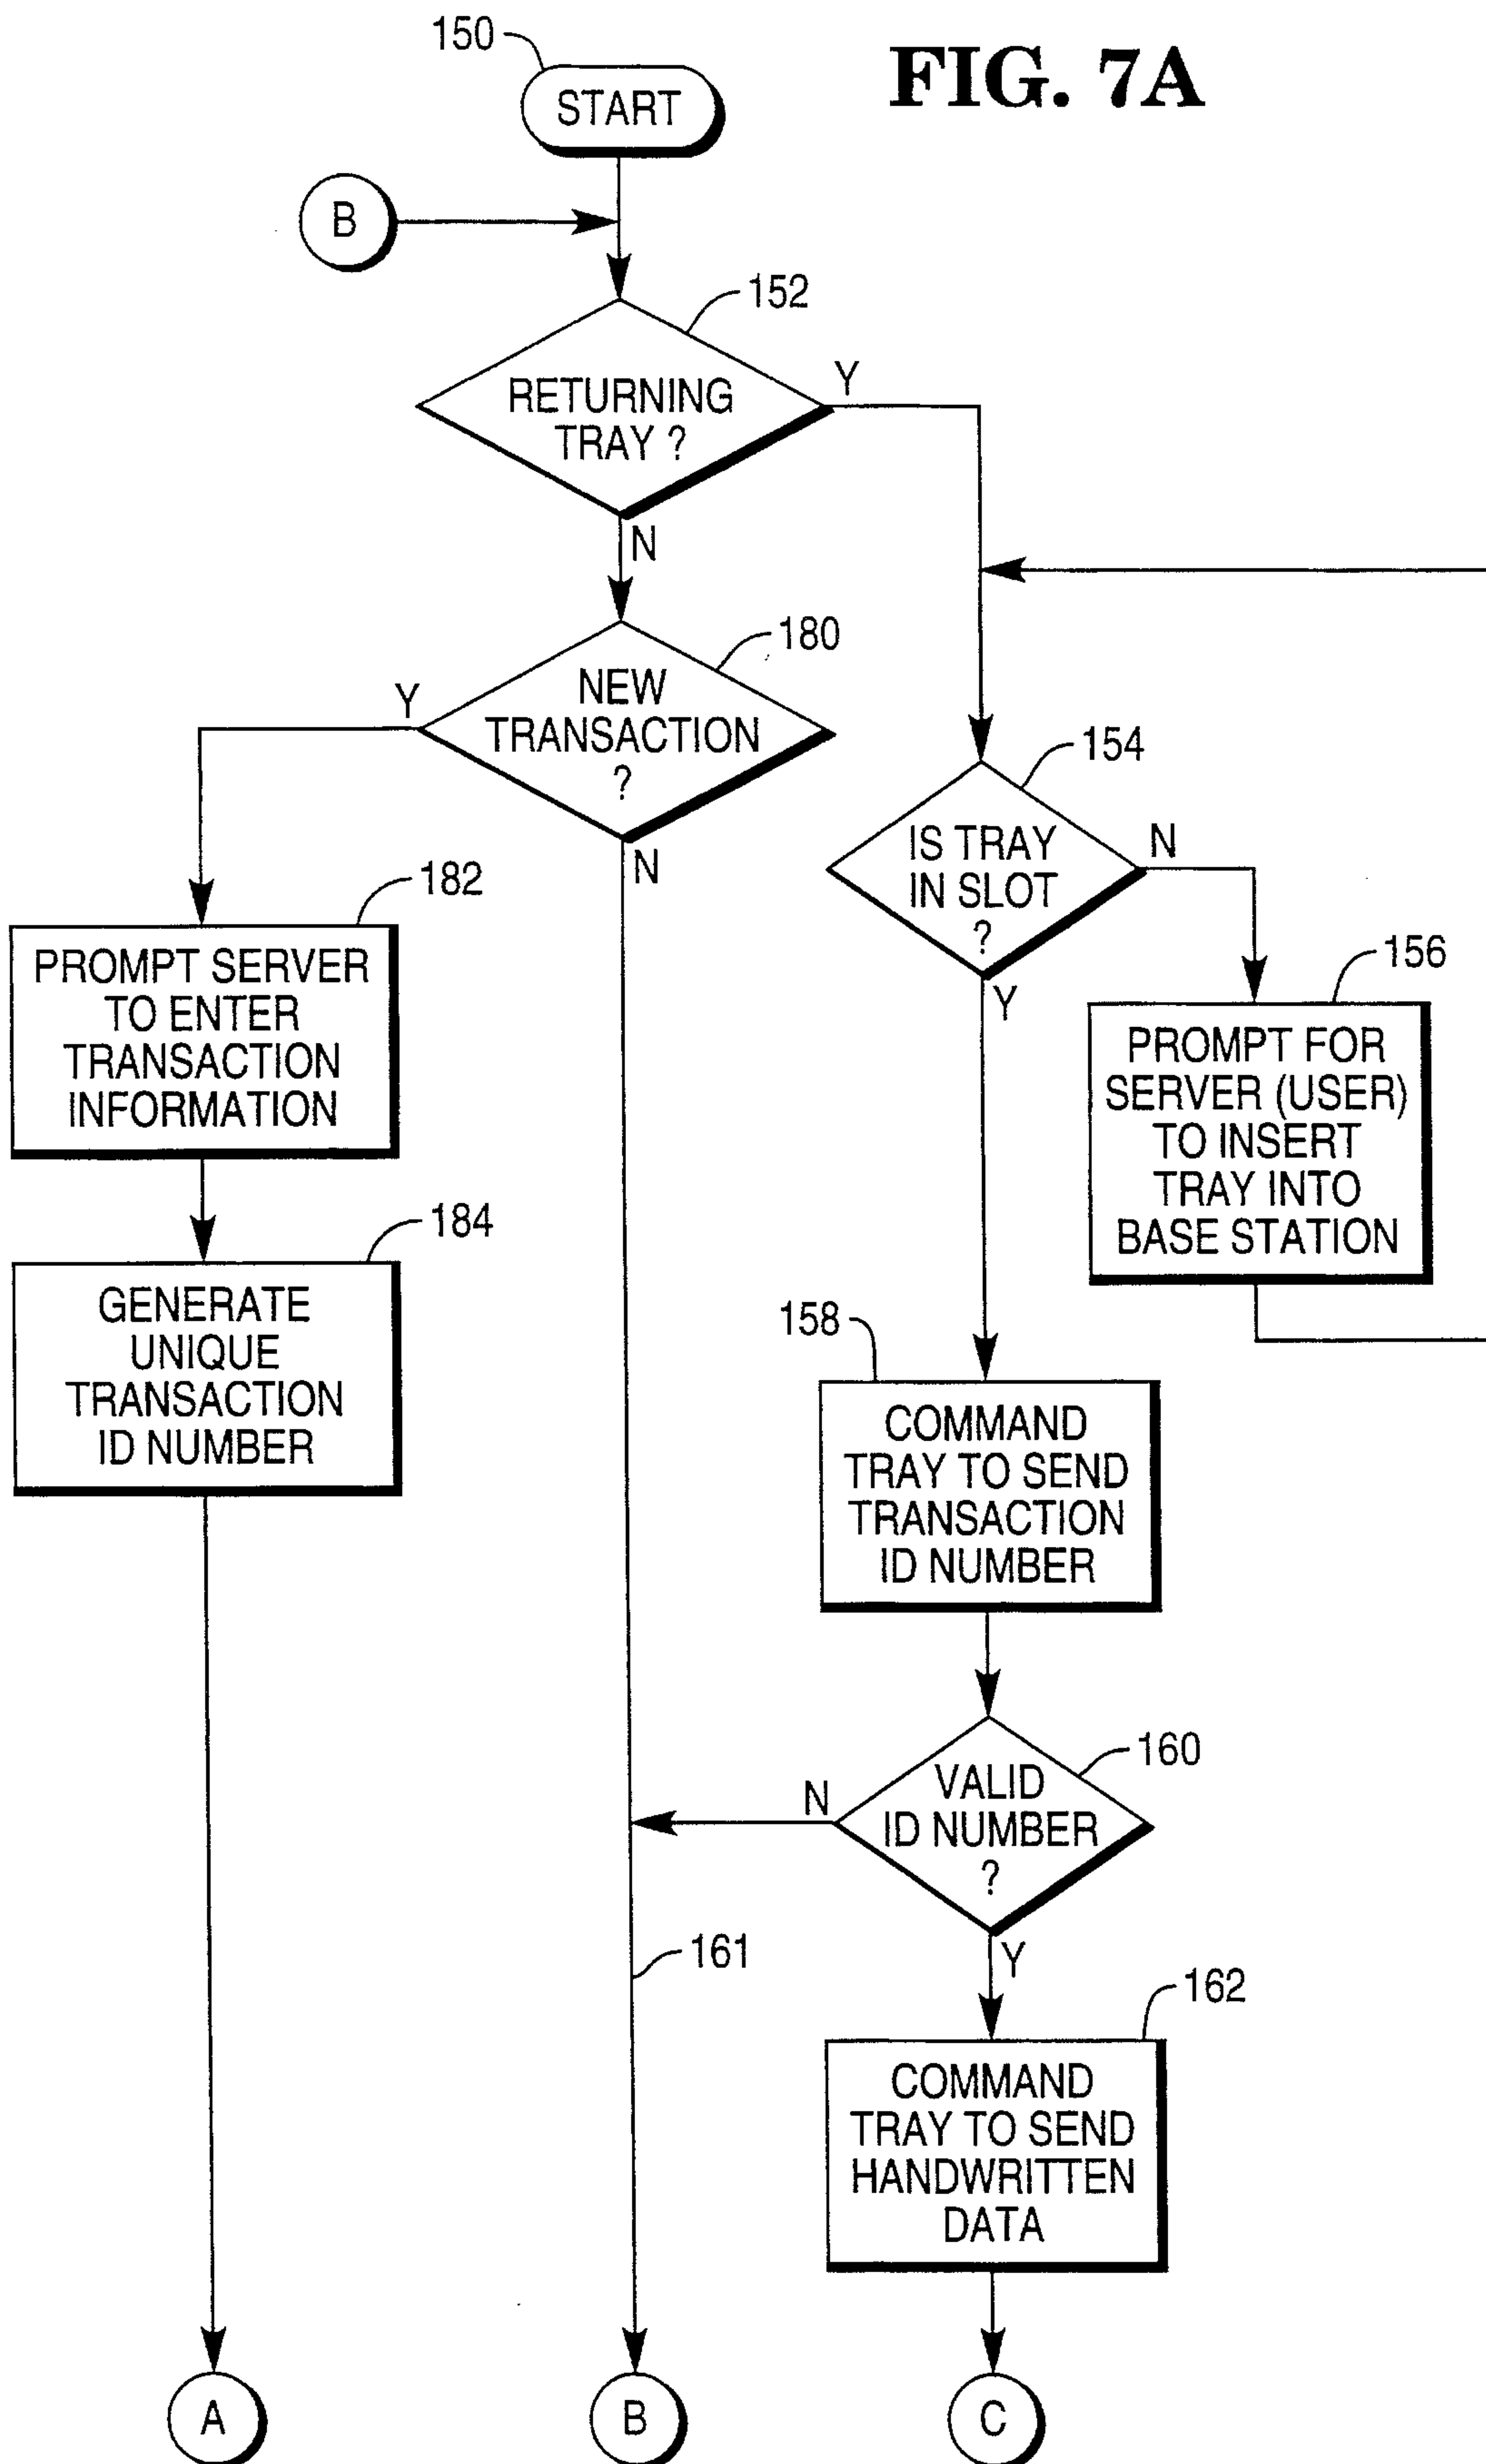 150
FIG. 7A
START
B
152
RETURNING
TRAY ?
Y
N
180
NEW
TRANSACTION
?
Y
N
154
IS TRAY
IN SLOT
?
N
Y
182
PROMPT SERVER
TO ENTER
TRANSACTION
INFORMATION
156
PROMPT FOR
SERVER (USER)
TO INSERT
TRAY INTO
BASE STATION
184
GENERATE
UNIQUE
TRANSACTION
ID NUMBER
158
COMMAND
TRAY TO SEND
TRANSACTION
ID NUMBER
160
VALID
ID NUMBER
?
N
Y
161
162
COMMAND
TRAY TO SEND
HANDWRITTEN
DATA
A
B
C